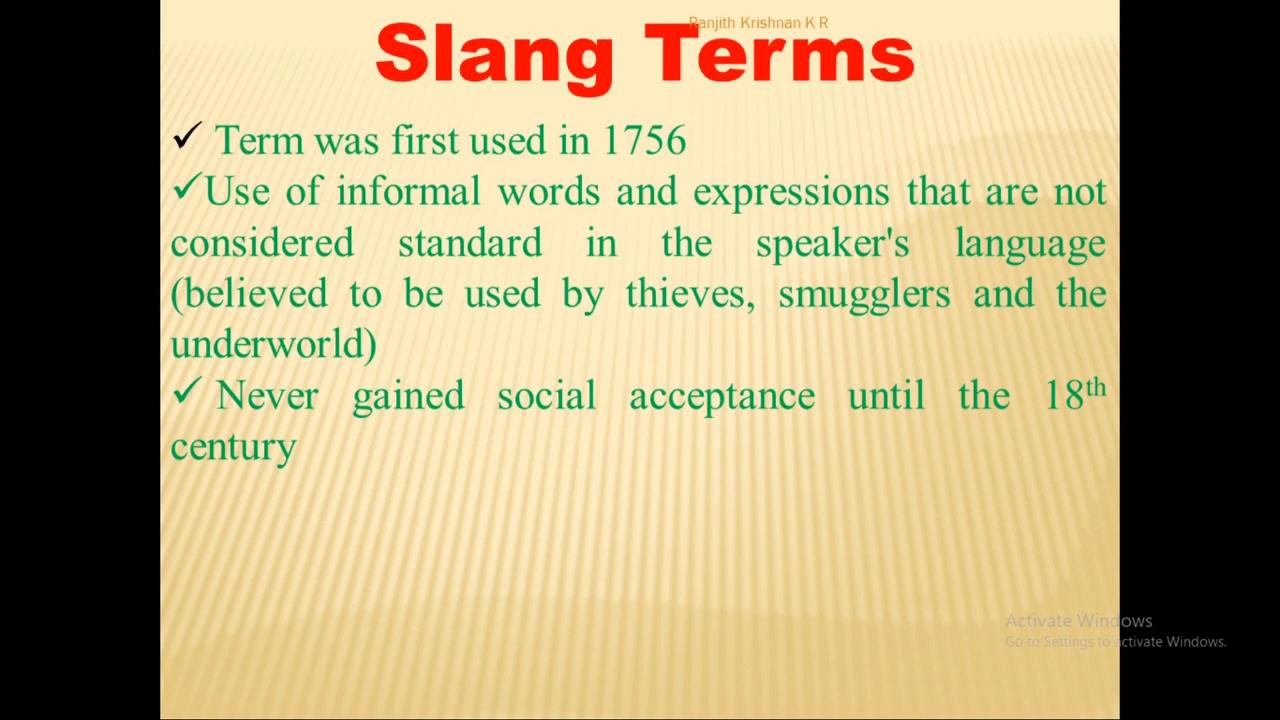 Ranjith Krishnan K R
Slang Terms
✓ Term was first used in 1756
✓Use of informal words and expressions that are not
considered standard in the speaker's language
(believed to be used by thieves, smugglers and the
underworld)
✓ Never gained social acceptance until the 18th
century
Activate Windows
Go to Settings to activate Windows.